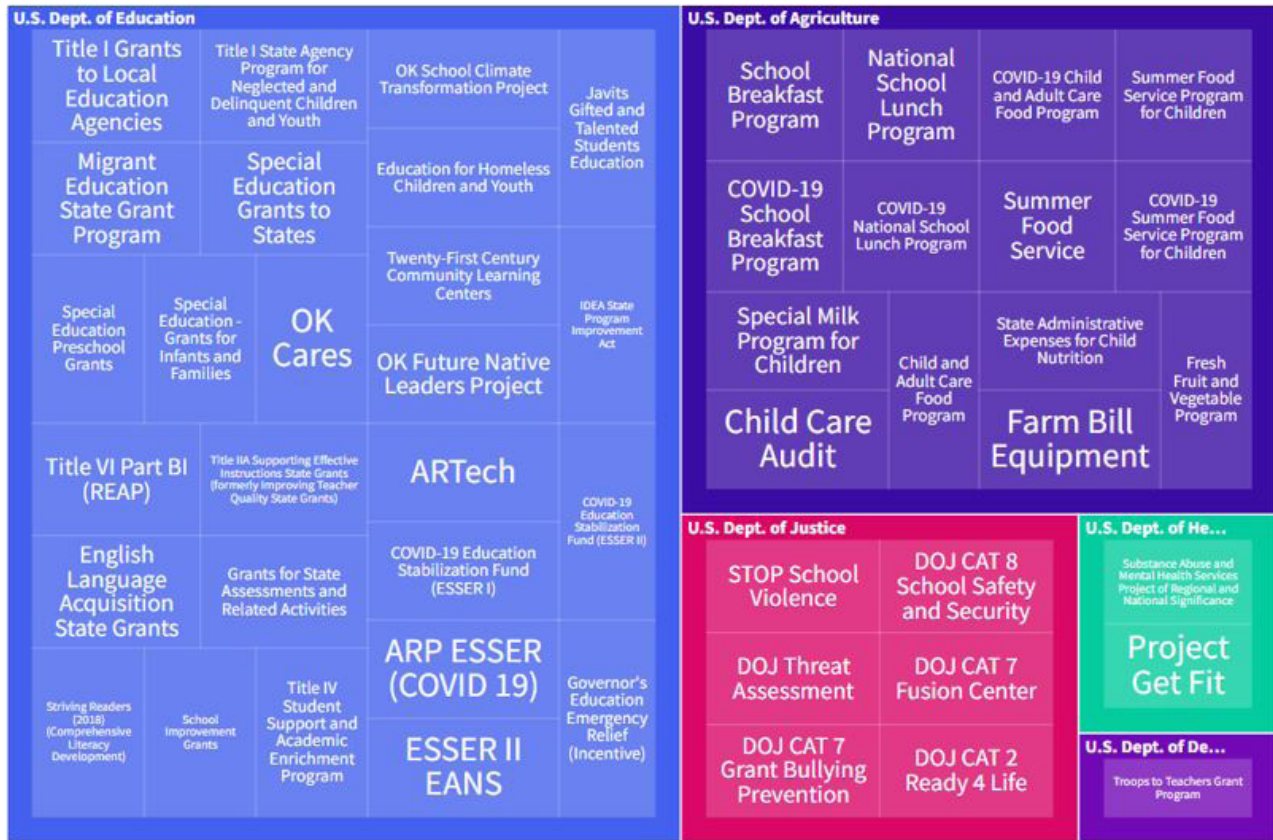 U.S. Dept. of Education
Title I Grants
to Local
Education
Agencies
Title I State Agency
Program for
Neglected and
Delinquent Children
and Youth
OK School Climate
Transformation Project
Javits
Gifted and
Talented
Students
Education
Migrant
Education
State Grant
Program
Special
Education
Grants to
States
Education for Homeless
Children and Youth
Special
Education
Preschool
Grants
Special
Education -
Grants for
Infants and
Families
OK
Cares
Twenty-First Century
Community Learning
Centers
IDEA State
Program
Improvement
Act
OK Future Native
Leaders Project
Title VI Part BI
(REAP)
Title IIA Supporting Effective
Instructions State Grants
(formerly Improving Teacher
Quality State Grants)
ARTech
COVID-19
Education
Stabilization
Fund (ESSER II)
English
Language
Acquisition
State Grants
Grants for State
Assessments and
Related Activities
COVID-19 Education
Stabilization Fund
(ESSER I)
Striving Readers
(2018)
(Comprehensive
Literacy
Development)
School
Improvement
Grants
Title IV
Student
Support and
Academic
Enrichment
Program
ARP ESSER
(COVID 19)
Governor's
Education
Emergency
Relief
(Incentive)
ESSER II
EANS
U.S. Dept. of Agriculture
School
Breakfast
Program
National
School
Lunch
Program
COVID-19 Child
and Adult Care
Food Program
Summer Food
Service Program
for Children
COVID-19
School
Breakfast
Program
COVID-19
National School
Lunch Program
Summer
Food
Service
COVID-19
Summer Food
Service Program
for Children
Special Milk
Program for
Children
Child and
Adult Care
Food
Program
State Administrative
Expenses for Child
Nutrition
Fresh
Fruit and
Vegetable
Program
Child Care
Audit
Farm Bill
Equipment
U.S. Dept. of Justice
STOP School
Violence
DOJ CAT 8
School Safety
and Security
DOJ Threat
Assessment
DOJ CAT 7
Fusion Center
DOJ CAT 7
Grant Bullying
Prevention
DOJ CAT 2
Ready 4 Life
U.S. Dept. of He...
Substance Abuse and
Mental Health Services
Project of Regional and
National Significance
Project
Get Fit
U.S. Dept. of De...
Troops to Teachers Grant
Program